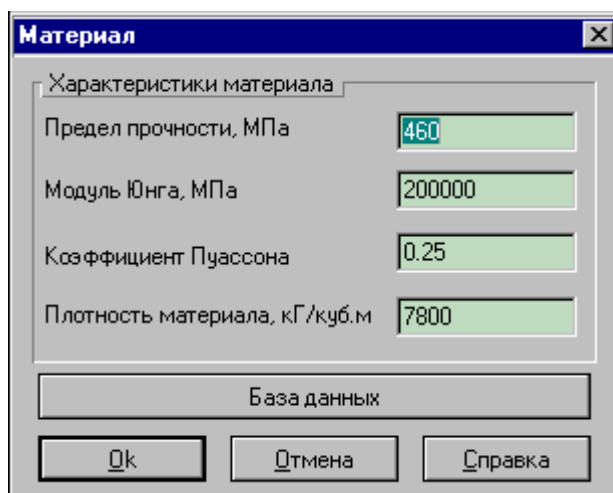 Материал
Характеристики материала
Предел прочности, МПа 460
Модуль Юнга, МПа 200000
Коэффициент Пуассона 0.25
Плотность материала, кГ/куб.м 7800
База данных
Ok Отмена Справка